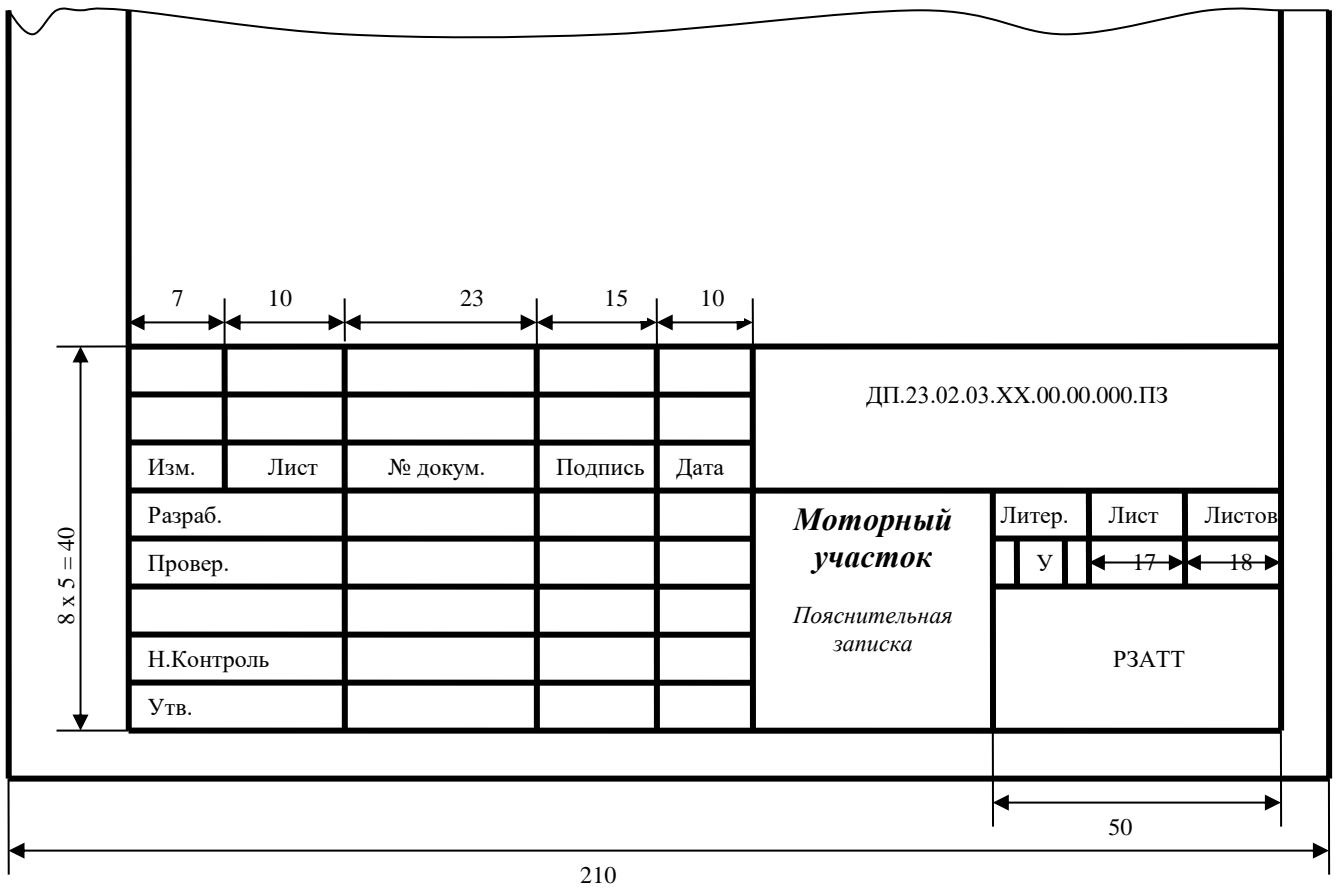 7 10 23 15 10
ДП.23.02.03.ХХ.00.00.000.ПЗ
Изм. Лист № докум. Подпись Дата
Разраб.
Провер.
Н.Контроль
Утв.
8 х 5 = 40
Моторный
участок
Пояснительная
записка
Литер. Лист Листов
У 17 18
РЗАТТ
50
210